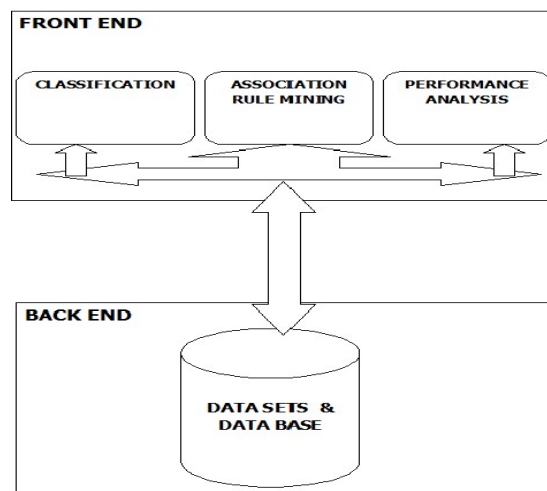 FRONT END
CLASSIFICATION
ASSOCIATION
RULE MINING
PERFORMANCE
ANALYSIS
BACK END
DATA SETS &
DATA BASE